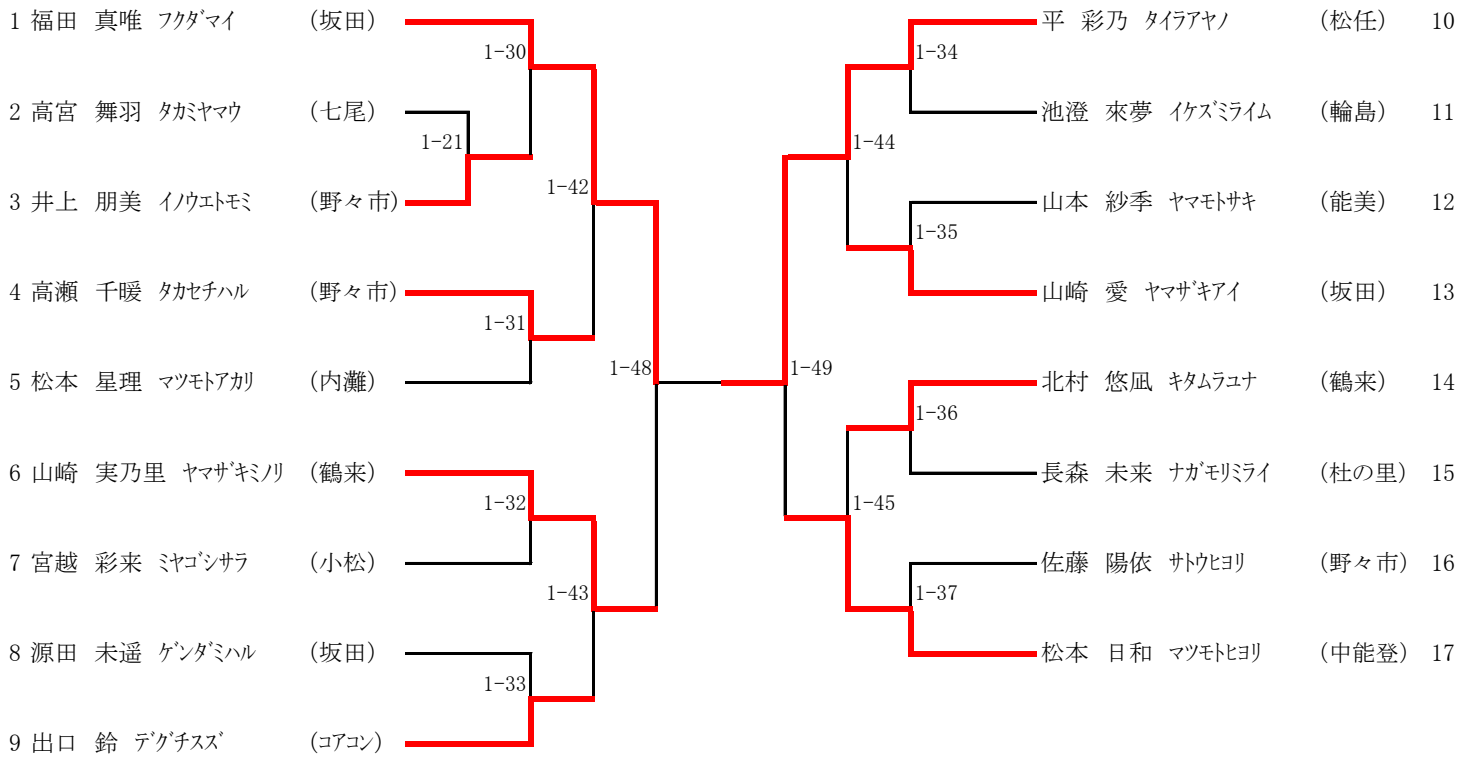 1 福田 真唯 フクダマイ (坂田)
1-30
2 高宮 舞羽 タカミヤマウ (七尾)
1-21
3 井上 朋美 イノウエトモミ (野々市)
1-42
4 高瀬 千暖 タカセチハル (野々市)
1-31
5 松本 星理 マツモトアカリ (内灘)
1-48
6 山崎 実乃里 ヤマザキミノリ (鶴来)
1-32
7 宮越 彩来 ミヤゴシサラ (小松)
1-43
8 源田 未遥 ゲンダミハル (坂田)
1-33
9 出口 鈴 デグチスズ (コアコン)
平 彩乃 タイラアヤノ (松任) 10
1-34
池澄 來夢 イケズミライム (輪島) 11
1-44
山本 紗季 ヤマモトサキ (能美) 12
1-35
山崎 愛 ヤマザキアイ (坂田) 13
1-49
北村 悠凪 キタムラユナ (鶴来) 14
1-36
長森 未来 ナガモリミライ (杜の里) 15
1-45
佐藤 陽依 サトウヒヨリ (野々市) 16
1-37
松本 日和 マツモトヒヨリ (中能登) 17